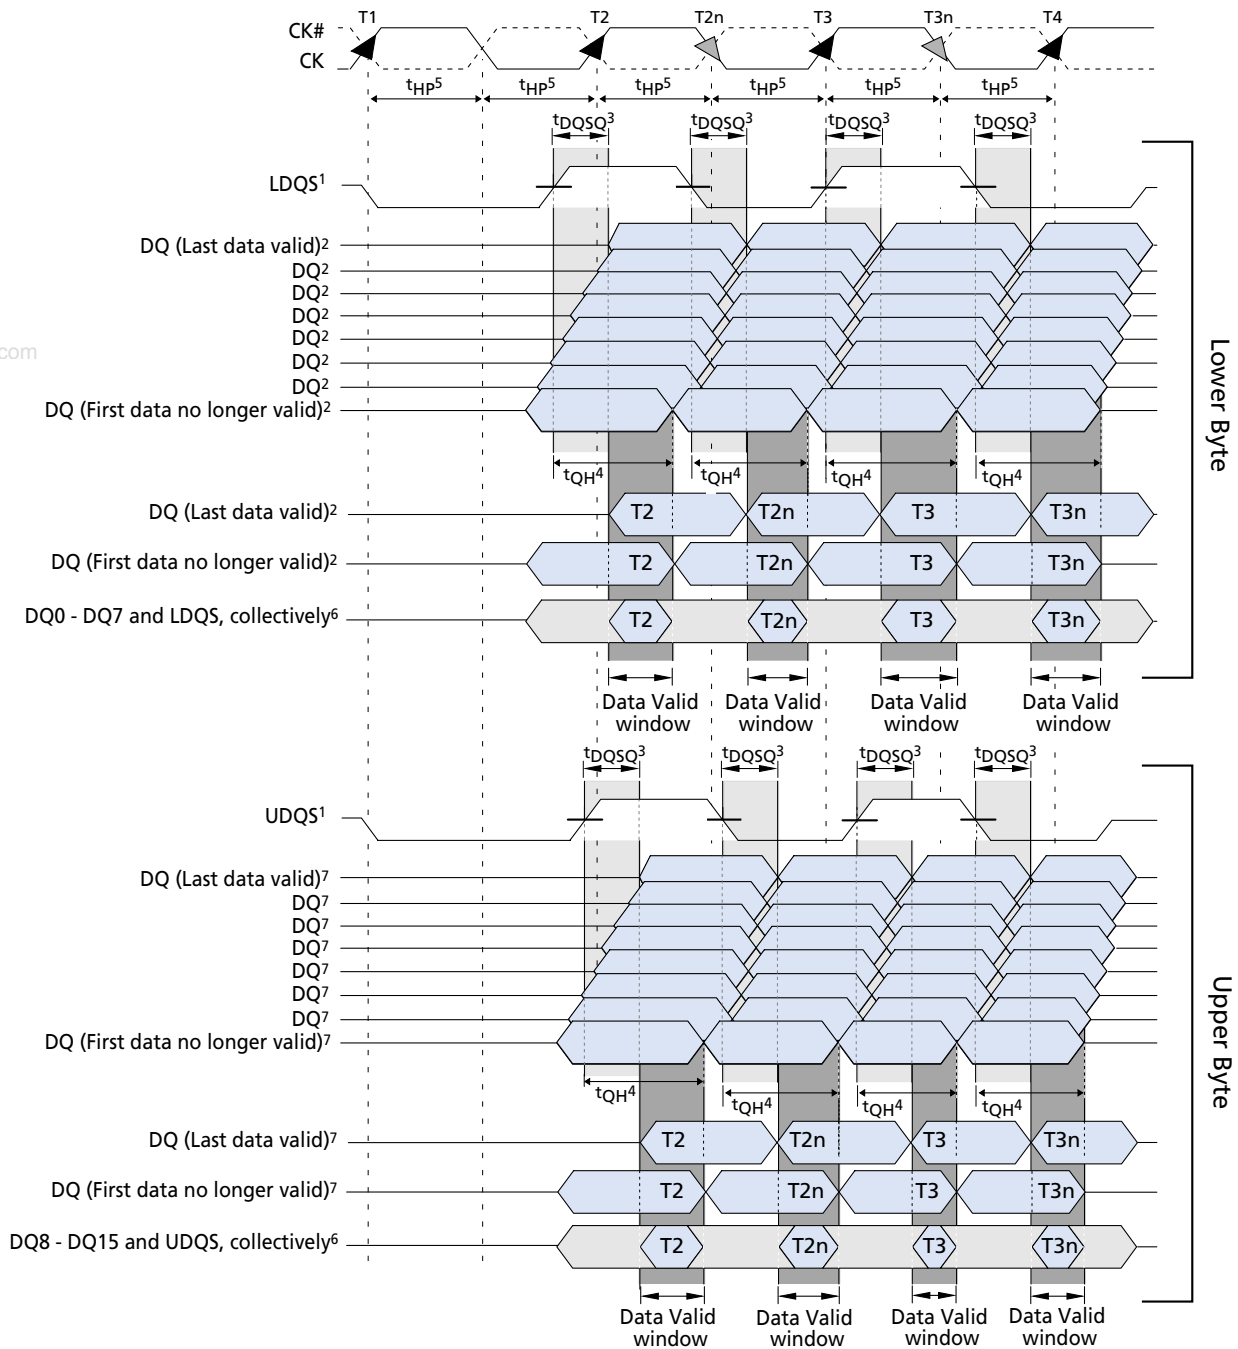 T1 T2 T2n T3 T3n T4
CK#
CK
tHP5 tHP5 tHP5 tHP5 tHP5 tHP5
tDQSQ3 tDQSQ3 tDQSQ3 tDQSQ3
LDQS1
DQ (Last data valid)2
DQ2
DQ2
DQ2
DQ2
DQ2
DQ2
DQ (First data no longer valid)2
tQH4 tQH4 tQH4 tQH4
DQ (Last data valid)2 T2 T2n T3 T3n
DQ (First data no longer valid)2 T2 T2n T3 T3n
DQ0 - DQ7 and LDQS, collectively6 T2 T2n T3 T3n
Data Valid window Data Valid window Data Valid window Data Valid window
Lower Byte
.com
tDQSQ3 tDQSQ3 tDQSQ3 tDQSQ3
UDQS1
DQ (Last data valid)7
DQ7
DQ7
DQ7
DQ7
DQ7
DQ7
DQ (First data no longer valid)7
tQH4 tQH4 tQH4 tQH4
DQ (Last data valid)7 T2 T2n T3 T3n
DQ (First data no longer valid)7 T2 T2n T3 T3n
DQ8 - DQ15 and UDQS, collectively6 T2 T2n T3 T3n
Data Valid window Data Valid window Data Valid window Data Valid window
Upper Byte